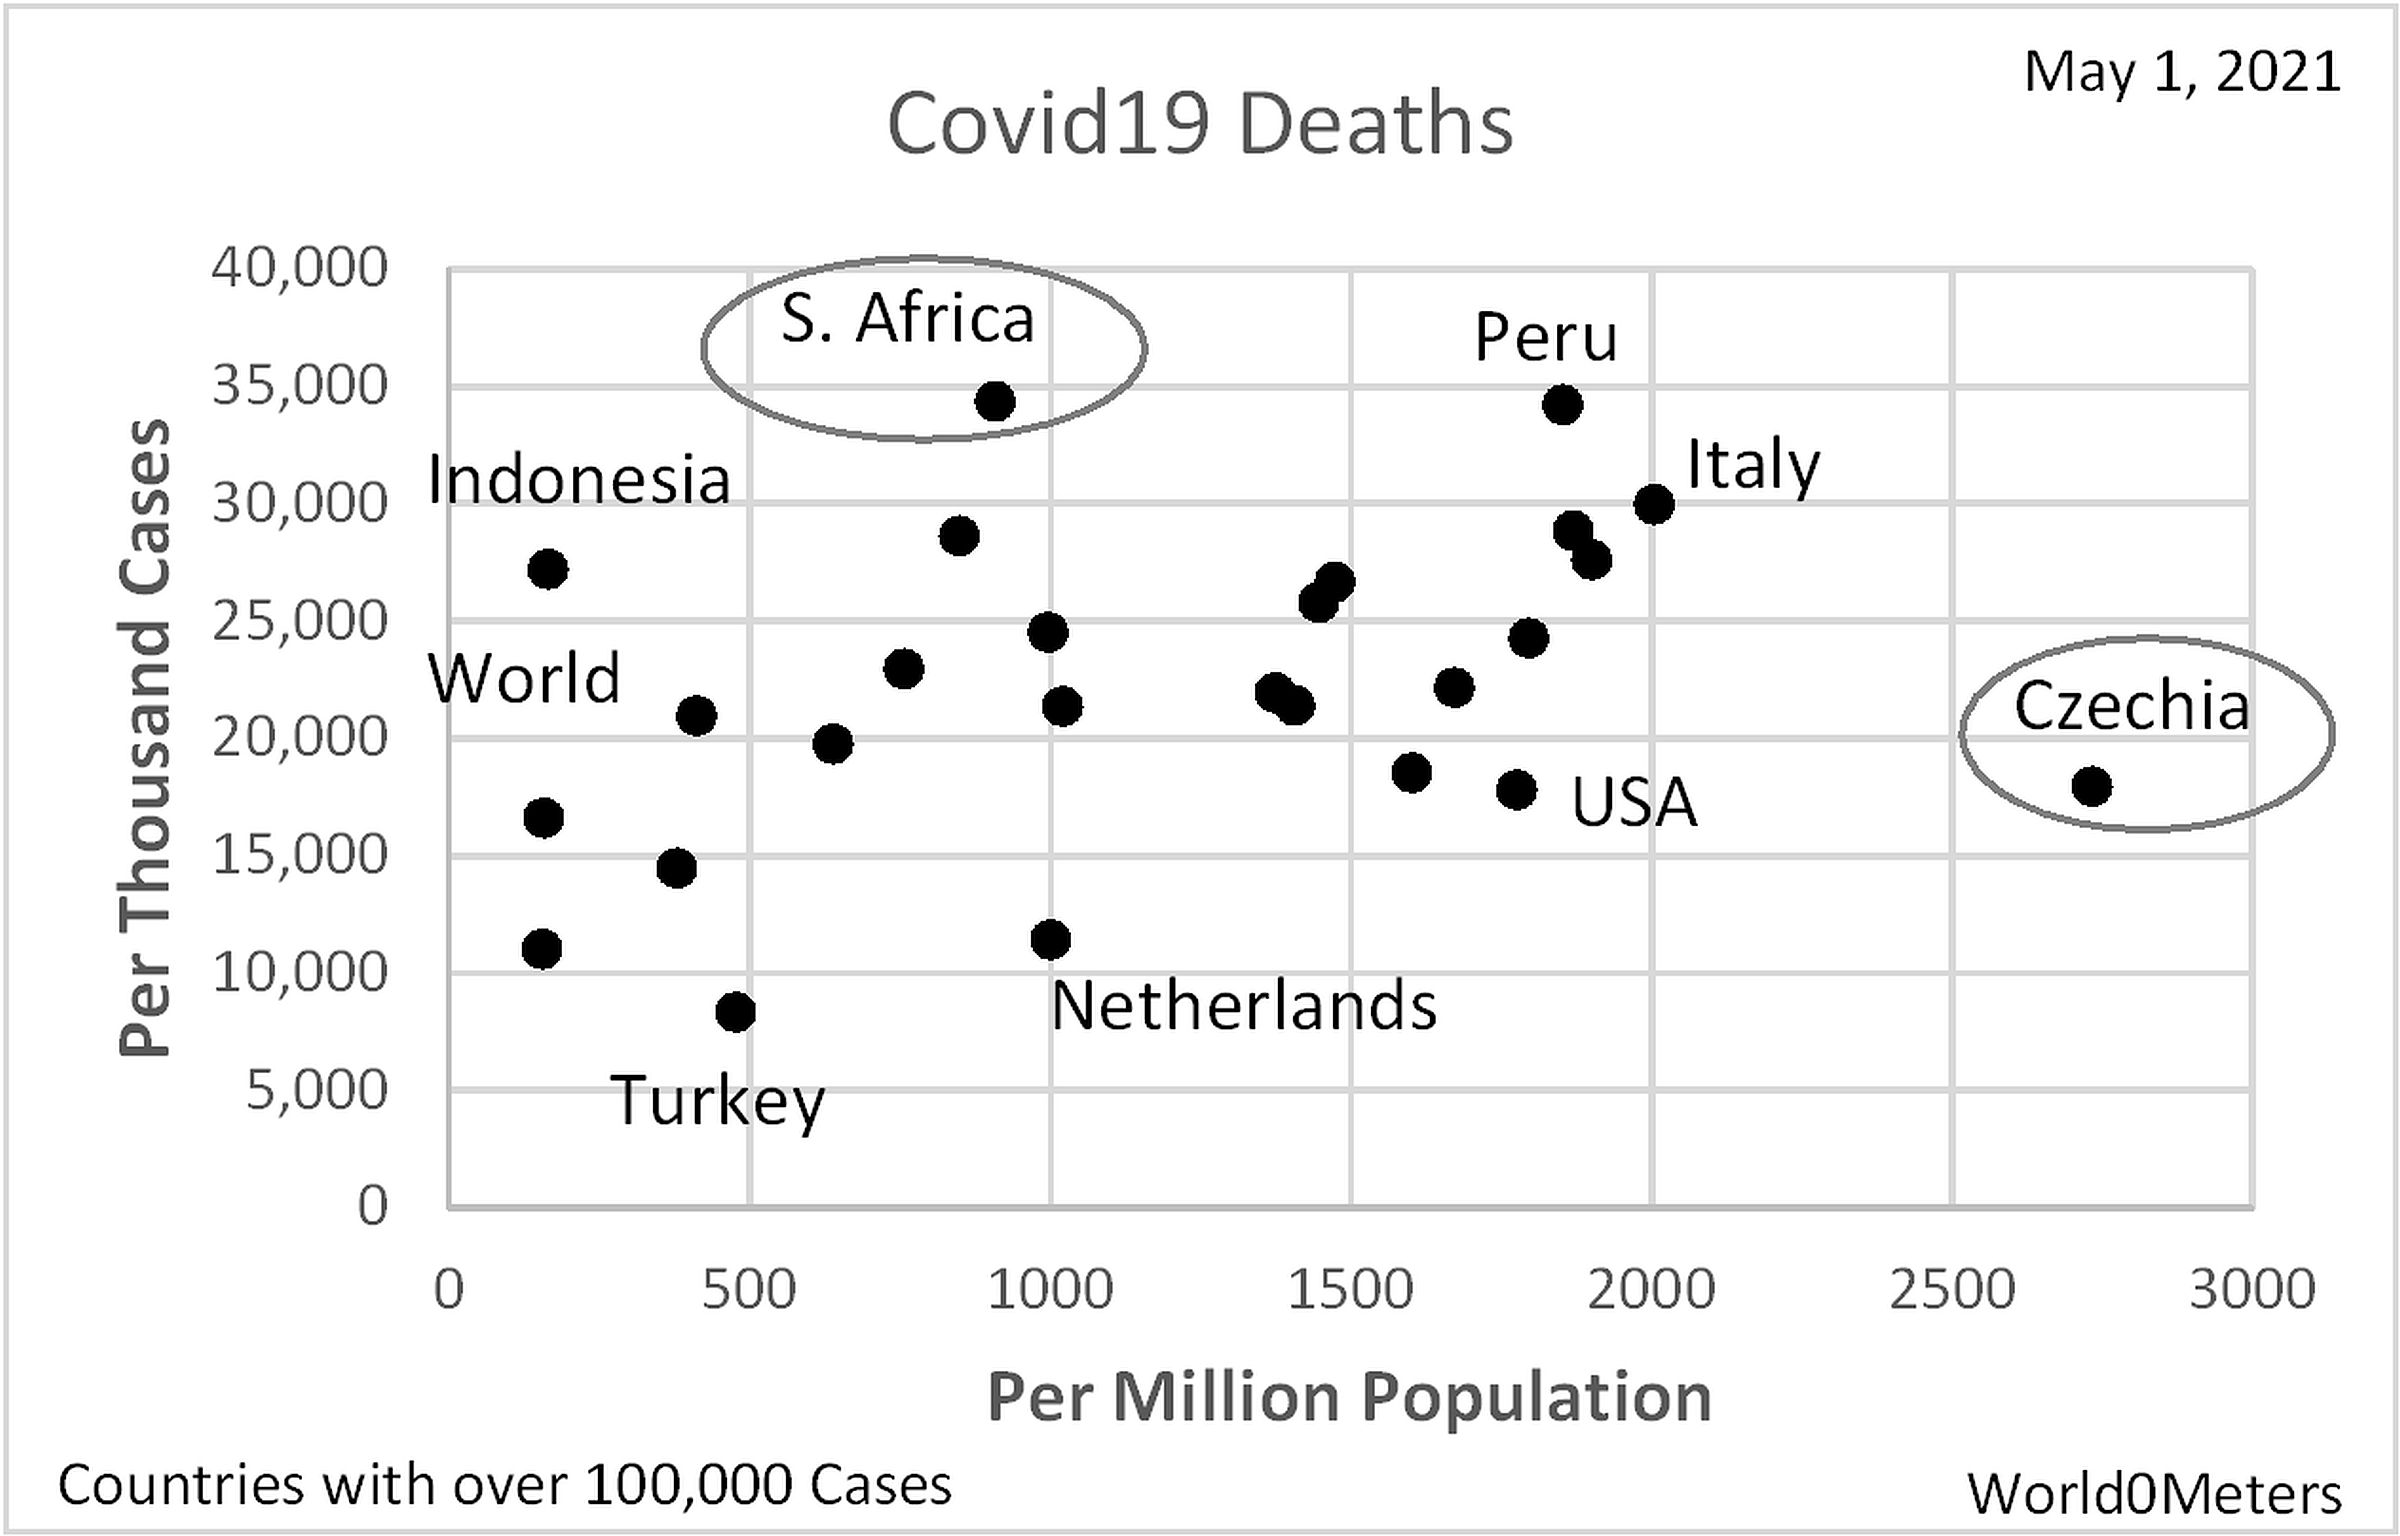 May 1, 2021
Covid19 Deaths
Per Thousand Cases
40,000
35,000
30,000
25,000
20,000
15,000
10,000
5,000
0
S. Africa
Peru
Italy
Indonesia
World
Czechia
USA
Netherlands
Turkey
0 500 1000 1500 2000 2500 3000
Per Million Population
Countries with over 100,000 Cases
World0Meters